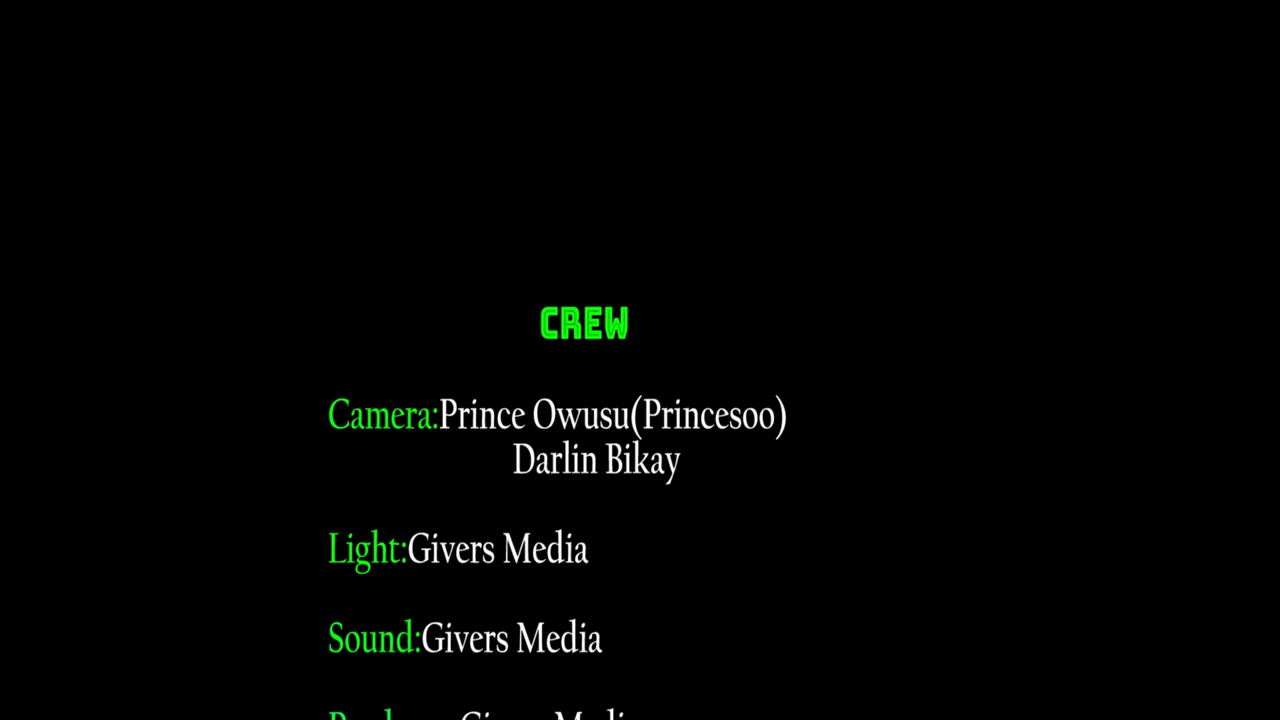 CREW
Camera:Prince Owusu(Princesoo)
Darlin Bikay
Light:Givers Media
Sound:Givers Media